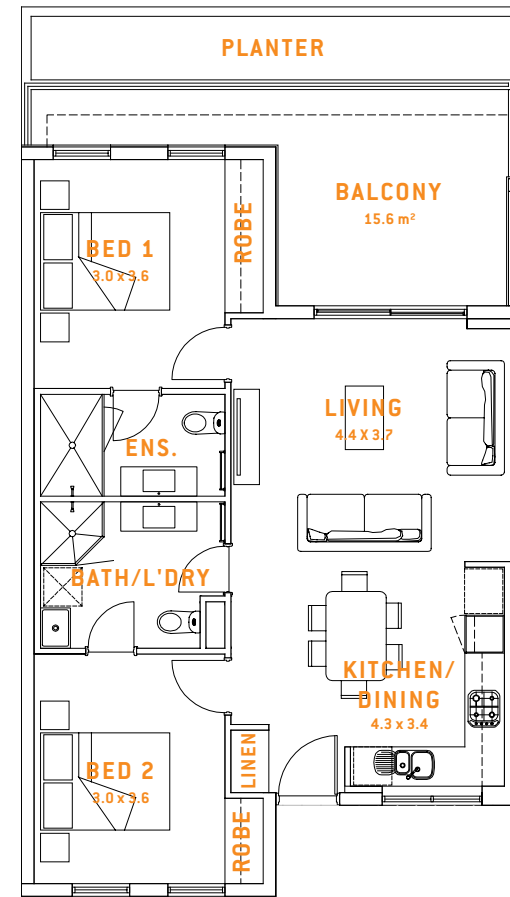 PLANTER
BALCONY
15.6 m²
BED 1
3.0 x 3.6
ROBE
LIVING
4.4 X 3.7
ENS.
BATH/L'DRY
KITCHEN/
DINING
4.3 x 3.4
BED 2
3.0 x 3.6
LINEN
ROBE